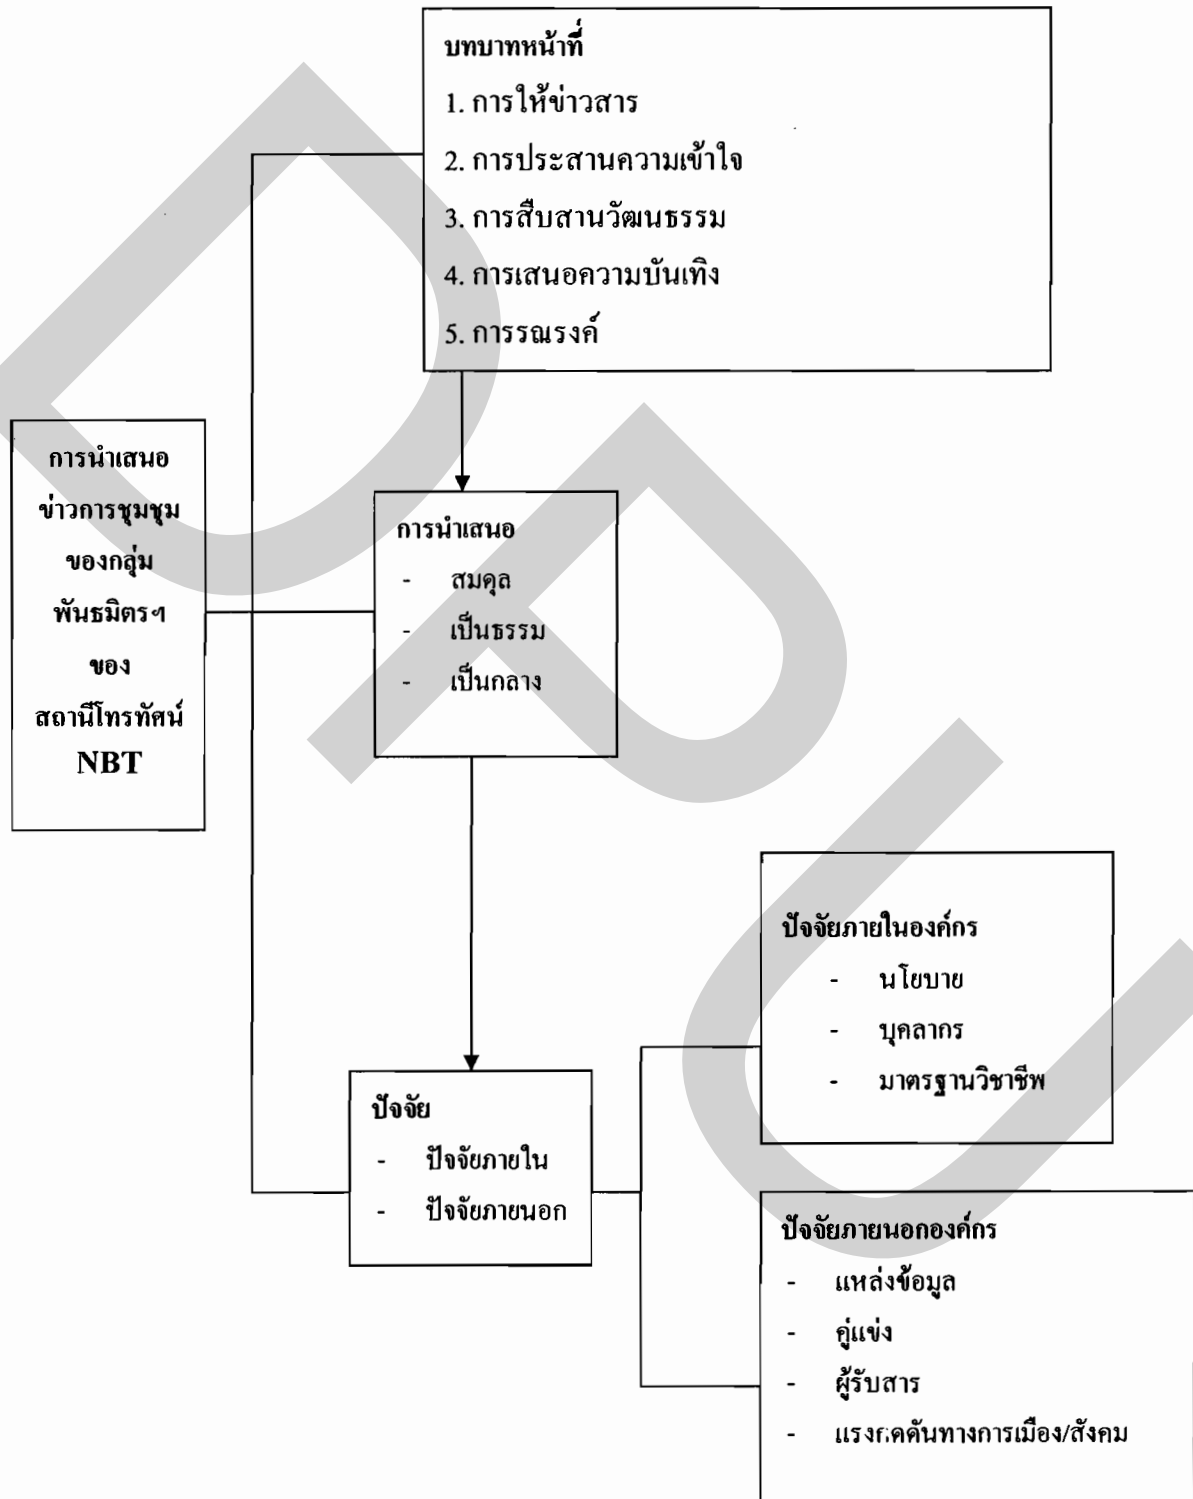 บทบาทหน้าที่
1. การให้ข่าวสาร
2. การประสานความเข้าใจ
3. การสืบสานวัฒนธรรม
4. การเสนอความบันเทิง
5. การรณรงค์
การนำเสนอ
ข่าวการชุมชุม
ของกลุ่ม
พันธมิตรฯ
ของ
สถานีโทรทัศน์
NBT
การนำเสนอ
- สมดุล
- เป็นธรรม
- เป็นกลาง
ปัจจัย
- ปัจจัยภายใน
- ปัจจัยภายนอก
ปัจจัยภายในองค์กร
- นโยบาย
- บุคลากร
- มาตรฐานวิชาชีพ
ปัจจัยภายนอกองค์กร
- แหล่งข้อมูล
- คู่แข่ง
- ผู้รับสาร
- แรงกดดันทางการเมือง/สังคม
DPU